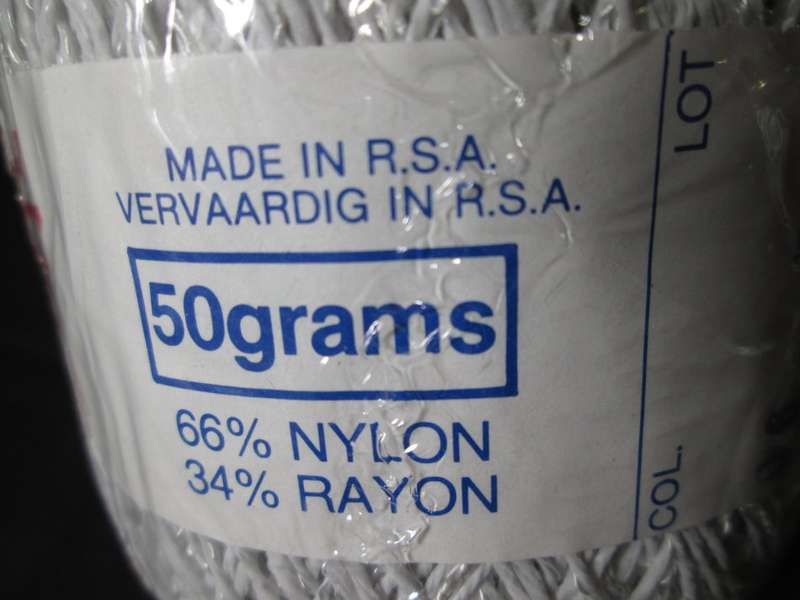 MADE IN R.S.A.
VERVAARDIG IN R.S.A.
50grams
66% NYLON
34% RAYON
LOT
COL.